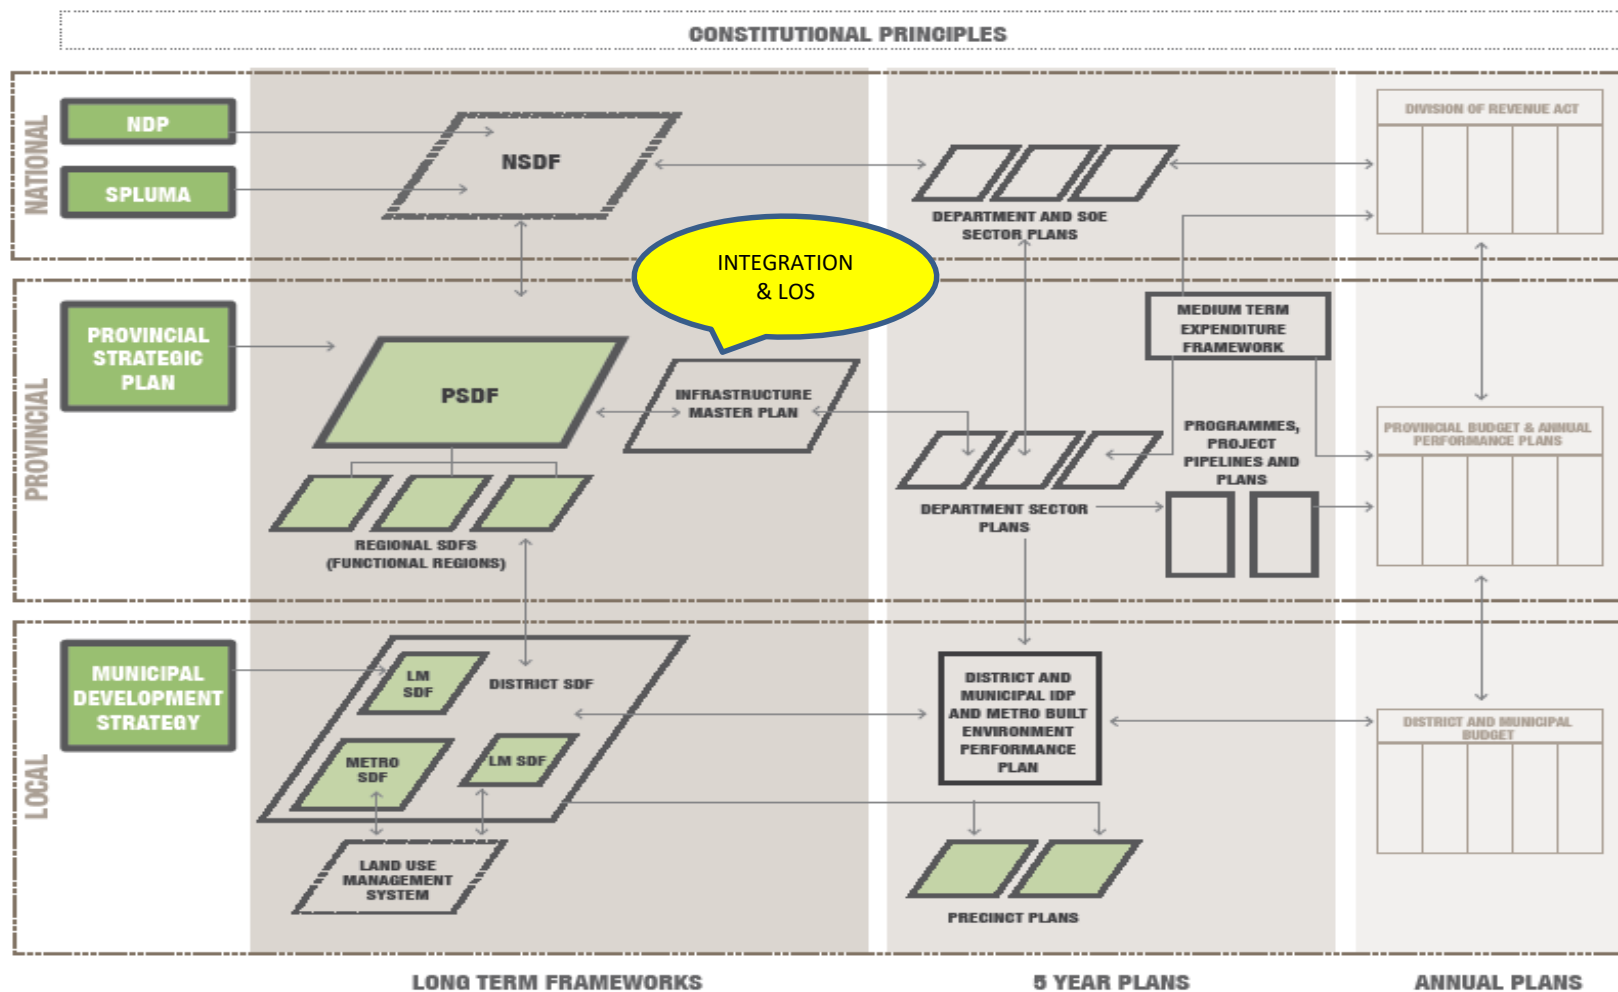 CONSTITUTIONAL PRINCIPLES
NATIONAL
NDP
SPLUMA
NSDF
DEPARTMENT AND SOE
SECTOR PLANS
DIVISION OF REVENUE ACT
INTEGRATION
& LOS
PROVINCIAL
PROVINCIAL
STRATEGIC
PLAN
PSDF
INFRASTRUCTURE
MASTER PLAN
REGIONAL SDFS
(FUNCTIONAL REGIONS)
MEDIUM TERM
EXPENDITURE
FRAMEWORK
DEPARTMENT SECTOR
PLANS
PROGRAMMES,
PROJECT
PIPELINES AND
PLANS
PROVINCIAL BUDGET & ANNUAL
PERFORMANCE PLANS
LOCAL
MUNICIPAL
DEVELOPMENT
STRATEGY
LM
SDF
DISTRICT SDF
METRO
SDF
LM SDF
LAND USE
MANAGEMENT
SYSTEM
DISTRICT AND
MUNICIPAL IDP
AND METRO BUILT
ENVIRONMENT
PERFORMANCE
PLAN
PRECINCT PLANS
DISTRICT AND MUNICIPAL
BUDGET
LONG TERM FRAMEWORKS
5 YEAR PLANS
ANNUAL PLANS